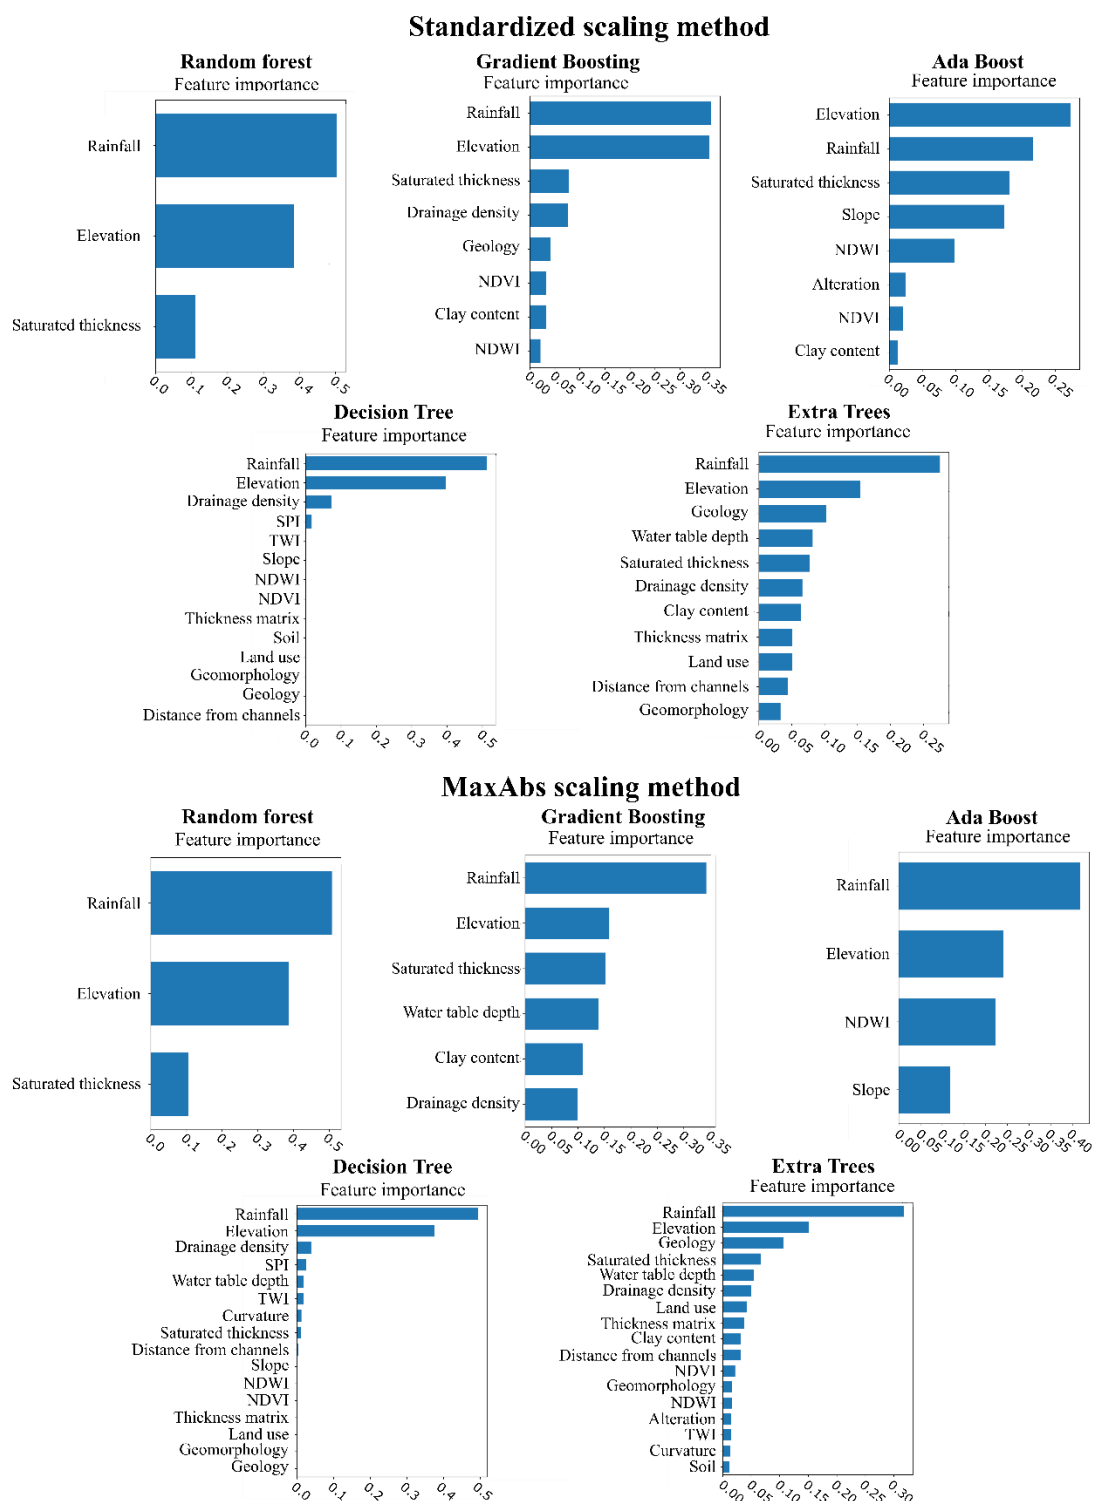 Standardized scaling method
Random forest
Feature importance
Rainfall
Elevation
Saturated thickness
0.0 0.1 0.2 0.3 0.4 0.5
Gradient Boosting
Feature importance
Rainfall
Elevation
Saturated thickness
Drainage density
Geology
NDVI
Clay content
NDWI
0.00 0.05 0.10 0.15 0.20 0.25 0.30 0.35
Ada Boost
Feature importance
Elevation
Rainfall
Saturated thickness
Slope
NDWI
Alteration
NDVI
Clay content
0.00 0.05 0.10 0.15 0.20 0.25
Decision Tree
Feature importance
Rainfall
Elevation
Drainage density
SPI
TWI
Slope
NDWI
NDVI
Thickness matrix
Soil
Land use
Geomorphology
Geology
Distance from channels
0.0 0.1 0.2 0.3 0.4 0.5
Extra Trees
Feature importance
Rainfall
Elevation
Geology
Water table depth
Saturated thickness
Drainage density
Clay content
Thickness matrix
Land use
Distance from channels
Geomorphology
0.00 0.05 0.10 0.15 0.20 0.25
MaxAbs scaling method
Random forest
Feature importance
Rainfall
Elevation
Saturated thickness
0.0 0.1 0.2 0.3 0.4 0.5
Gradient Boosting
Feature importance
Rainfall
Elevation
Saturated thickness
Water table depth
Clay content
Drainage density
0.00 0.05 0.10 0.15 0.20 0.25 0.30 0.35
Ada Boost
Feature importance
Rainfall
Elevation
NDWI
Slope
0.00 0.05 0.10 0.15 0.20 0.25 0.30 0.35 0.40
Decision Tree
Feature importance
Rainfall
Elevation
Drainage density
SPI
Water table depth
TWI
Curvature
Saturated thickness
Distance from channels
Slope
NDWI
NDVI
Thickness matrix
Land use
Geomorphology
Geology
0.0 0.1 0.2 0.3 0.4 0.5
Extra Trees
Feature importance
Rainfall
Elevation
Geology
Saturated thickness
Water table depth
Drainage density
Land use
Thickness matrix
Clay content
Distance from channels
NDVI
Geomorphology
NDWI
Alteration
TWI
Curvature
Soil
0.00 0.05 0.10 0.15 0.20 0.25 0.30